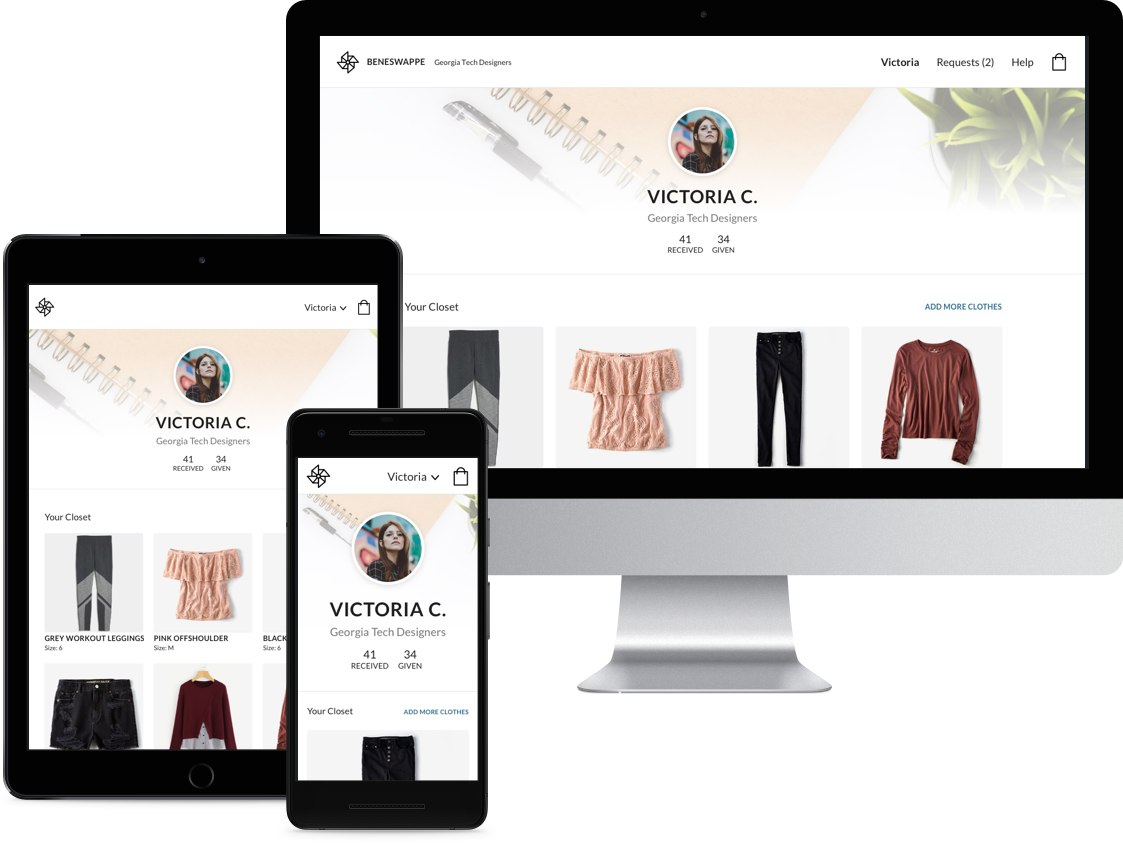 BENESWAPPE Georgia Tech Designers
Victoria Requests (2) Help
VICTORIA C.
Georgia Tech Designers
41 34
RECEIVED GIVEN
Your Closet ADD MORE CLOTHES
Victoria
VICTORIA C.
Georgia Tech Designers
41 34
RECEIVED GIVEN
Your Closet
GREY WORKOUT LEGGINGS PINK OFFSHOULDER BLACK
Size: 6 Size: M Size: 6
Victoria
VICTORIA C.
Georgia Tech Designers
41 34
RECEIVED GIVEN
Your Closet ADD MORE CLOTHES